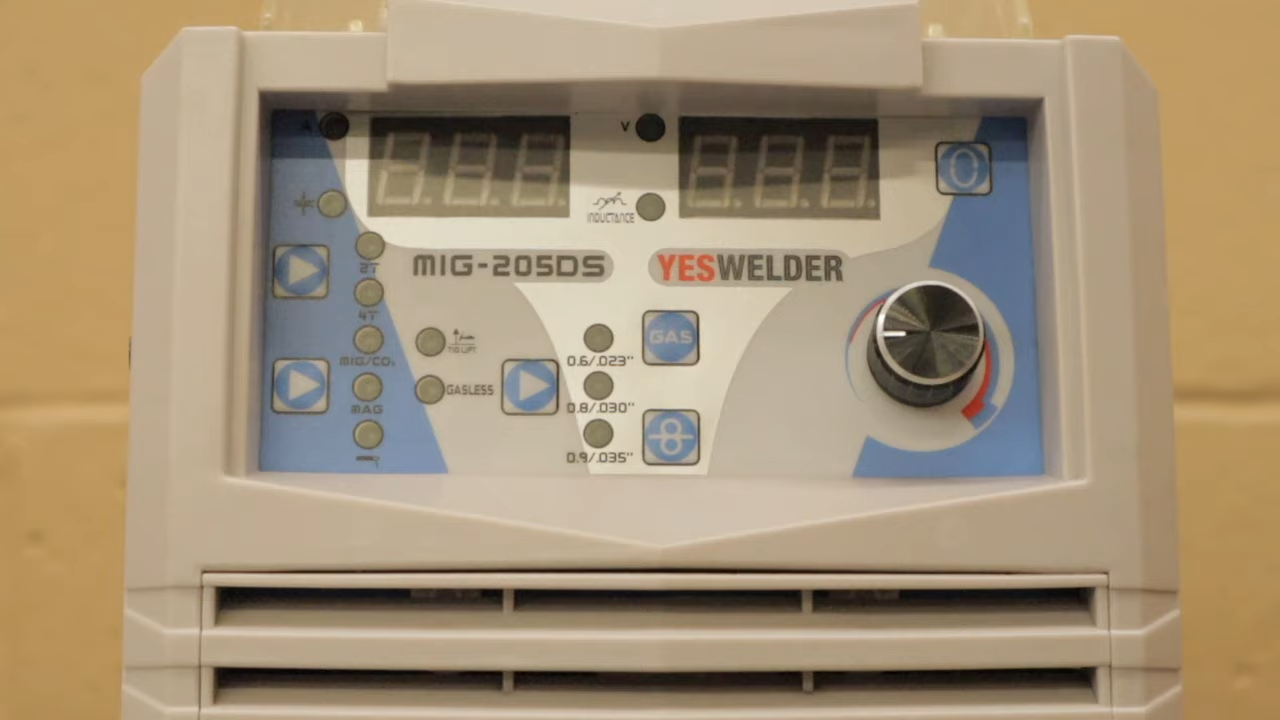 A
V
INDUCTANCE
MIG-205DS
YESWELDER
2T
4T
TIG LIFT
GAS
MIG/CO₂
0.6/.023"
GASLESS
MAG
0.8/.030"
0.9/.035"